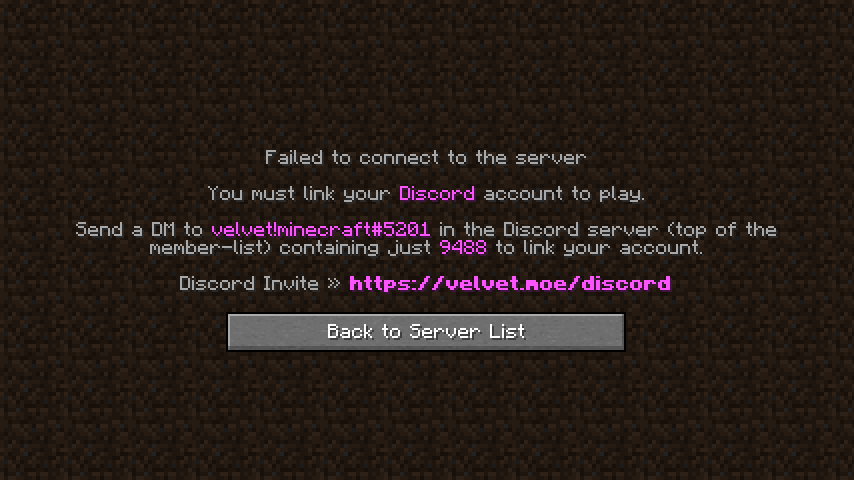 Failed to connect to the server
You must link your Discord account to play.
Send a DM to velvet!minecraft#5201 in the Discord server (top of the
member-list) containing just 9488 to link your account.
Discord Invite » https://velvet.moe/discord
Back to Server List